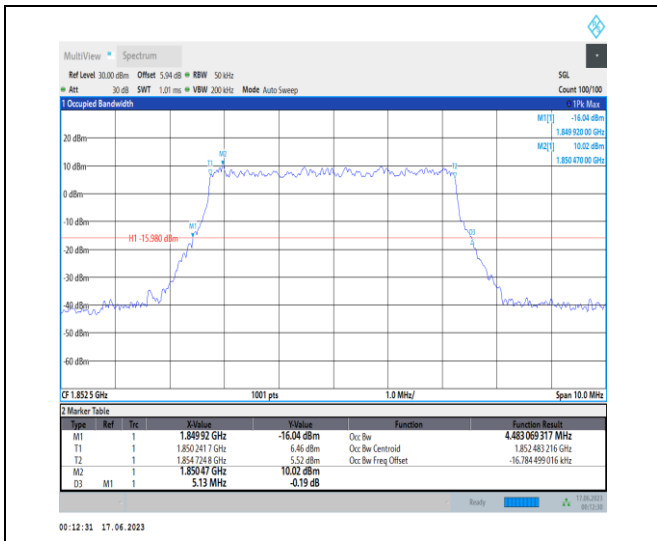 MultiView Spectrum
Ref Level 30.00 dBm Offset 5.94 dB RBW 50 kHz SGL
Att 30 dB SWT 1.01 ms VBW 200 kHz Mode Auto Sweep Count 100/100
1 Occupied Bandwidth 1Pk Max
M1[1] -16.04 dBm
1.849 920 00 GHz
M2[1] 10.02 dBm
1.850 470 00 GHz
20 dBm
10 dBm
0 dBm
-10 dBm
-40 dBm
-50 dBm
-60 dBm
M2
T1
T2
M1
D3
H1 -15.980 dBm
CF 1.852 5 GHz 1001 pts 1.0 MHz/ Span 10.0 MHz
2 Marker Table
Type Ref Trc X-Value Y-Value Function Function Result
M1 1 1.849 92 GHz -16.04 dBm Occ Bw 4.483 069 317 MHz
T1 1 1.850 241 7 GHz 6.46 dBm Occ Bw Centroid 1.852 483 216 GHz
T2 1 1.854 724 8 GHz 5.52 dBm Occ Bw Freq Offset -16.784 499 016 kHz
M2 1 1.850 47 GHz 10.02 dBm
D3 M1 1 5.13 MHz -0.19 dB
Ready 17.06.2023
00:12:30
00:12:31 17.06.2023